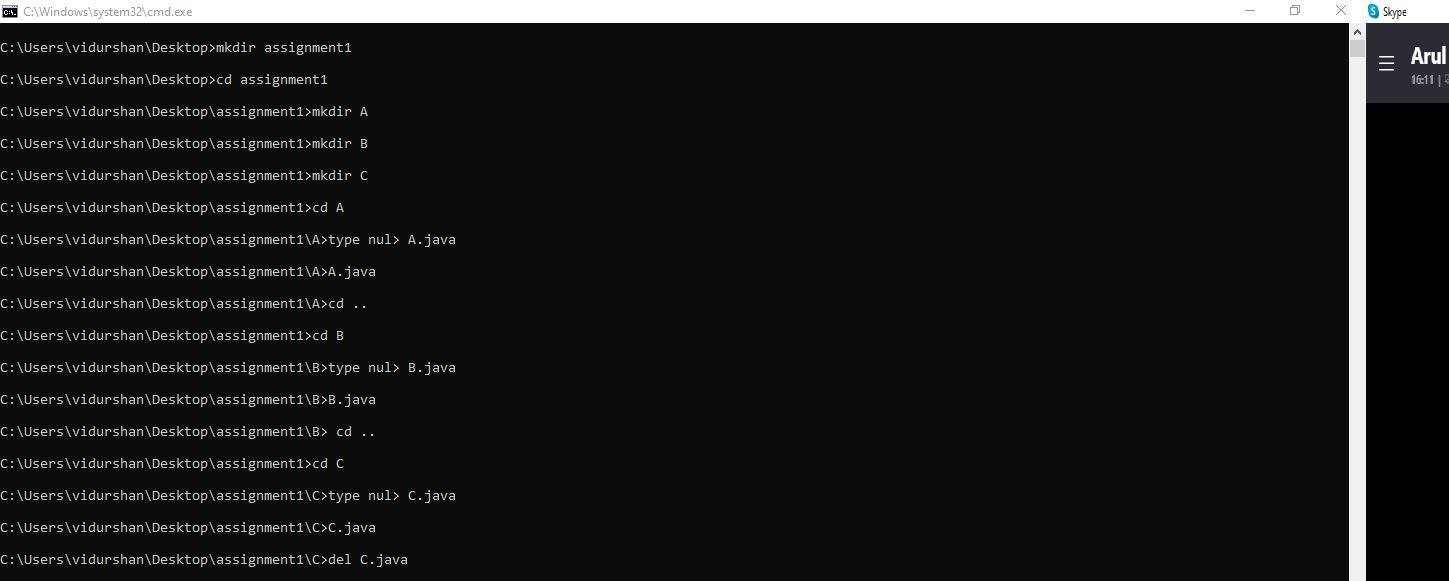 C:\Windows\system32\cmd.exe
C:\Users\vidurshan\Desktop>mkdir assignment1
C:\Users\vidurshan\Desktop>cd assignment1
C:\Users\vidurshan\Desktop\assignment1>mkdir A
C:\Users\vidurshan\Desktop\assignment1>mkdir B
C:\Users\vidurshan\Desktop\assignment1>mkdir C
C:\Users\vidurshan\Desktop\assignment1>cd A
C:\Users\vidurshan\Desktop\assignment1\A>type nul> A.java
C:\Users\vidurshan\Desktop\assignment1\A>A.java
C:\Users\vidurshan\Desktop\assignment1\A>cd ..
C:\Users\vidurshan\Desktop\assignment1>cd B
C:\Users\vidurshan\Desktop\assignment1\B>type nul> B.java
C:\Users\vidurshan\Desktop\assignment1\B>B.java
C:\Users\vidurshan\Desktop\assignment1\B> cd ..
C:\Users\vidurshan\Desktop\assignment1>cd C
C:\Users\vidurshan\Desktop\assignment1\C>type nul> C.java
C:\Users\vidurshan\Desktop\assignment1\C>C.java
C:\Users\vidurshan\Desktop\assignment1\C>del C.java
Skype
Arul
16:11 |